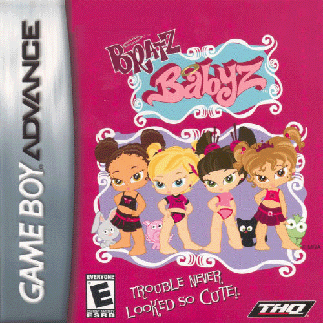 GAME BOY ADVANCE
BRATZ
Babyz
EVERYONE
E
ESRB
TROUBLE NEVER
LOOKED SO CUTE!
THQ